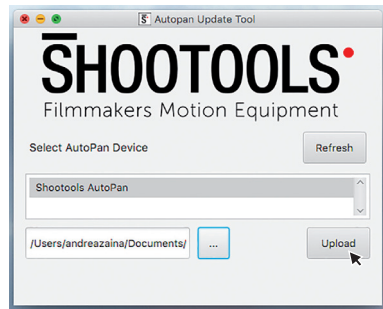 Autopan Update Tool
SHOOTOOLS
Filmmakers Motion Equipment
Select AutoPan Device
Refresh
Shootools AutoPan
/Users/andreazaina/Documents/
...
Upload